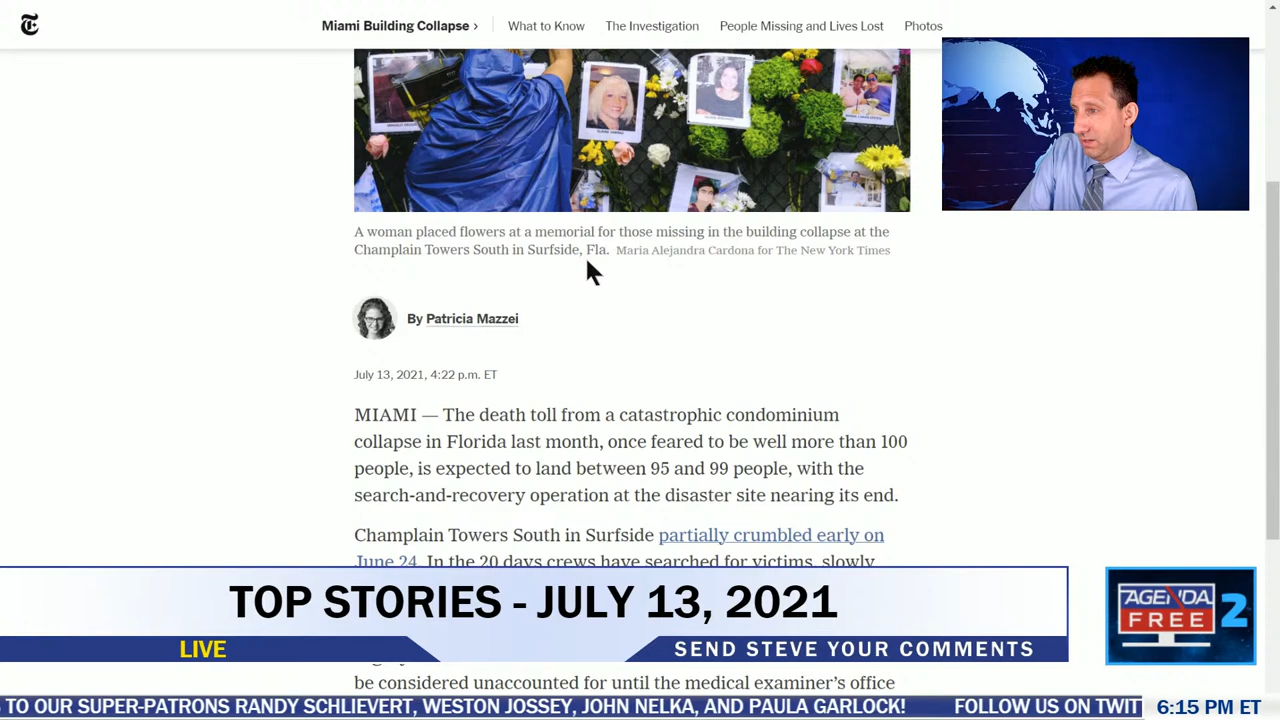 Miami Building Collapse › What to Know The Investigation People Missing and Lives Lost Photos
A woman placed flowers at a memorial for those missing in the building collapse at the
Champlain Towers South in Surfside, Fla. Maria Alejandra Cardona for The New York Times
By Patricia Mazzei
July 13, 2021, 4:22 p.m. ET
MIAMI — The death toll from a catastrophic condominium
collapse in Florida last month, once feared to be well more than 100
people, is expected to land between 95 and 99 people, with the
search-and-recovery operation at the disaster site nearing its end.
Champlain Towers South in Surfside partially crumbled early on
June 24. In the 20 days crews have searched for victims, slowly
TOP STORIES - JULY 13, 2021
AGENDA
FREE 2
LIVE SEND STEVE YOUR COMMENTS
be considered unaccounted for until the medical examiner's office
TO OUR SUPER-PATRONS RANDY SCHLIEVERT, WESTON JOSSEY, JOHN NELKA, AND PAULA GARLOCK! FOLLOW US ON TWIT 6:15 PM ET